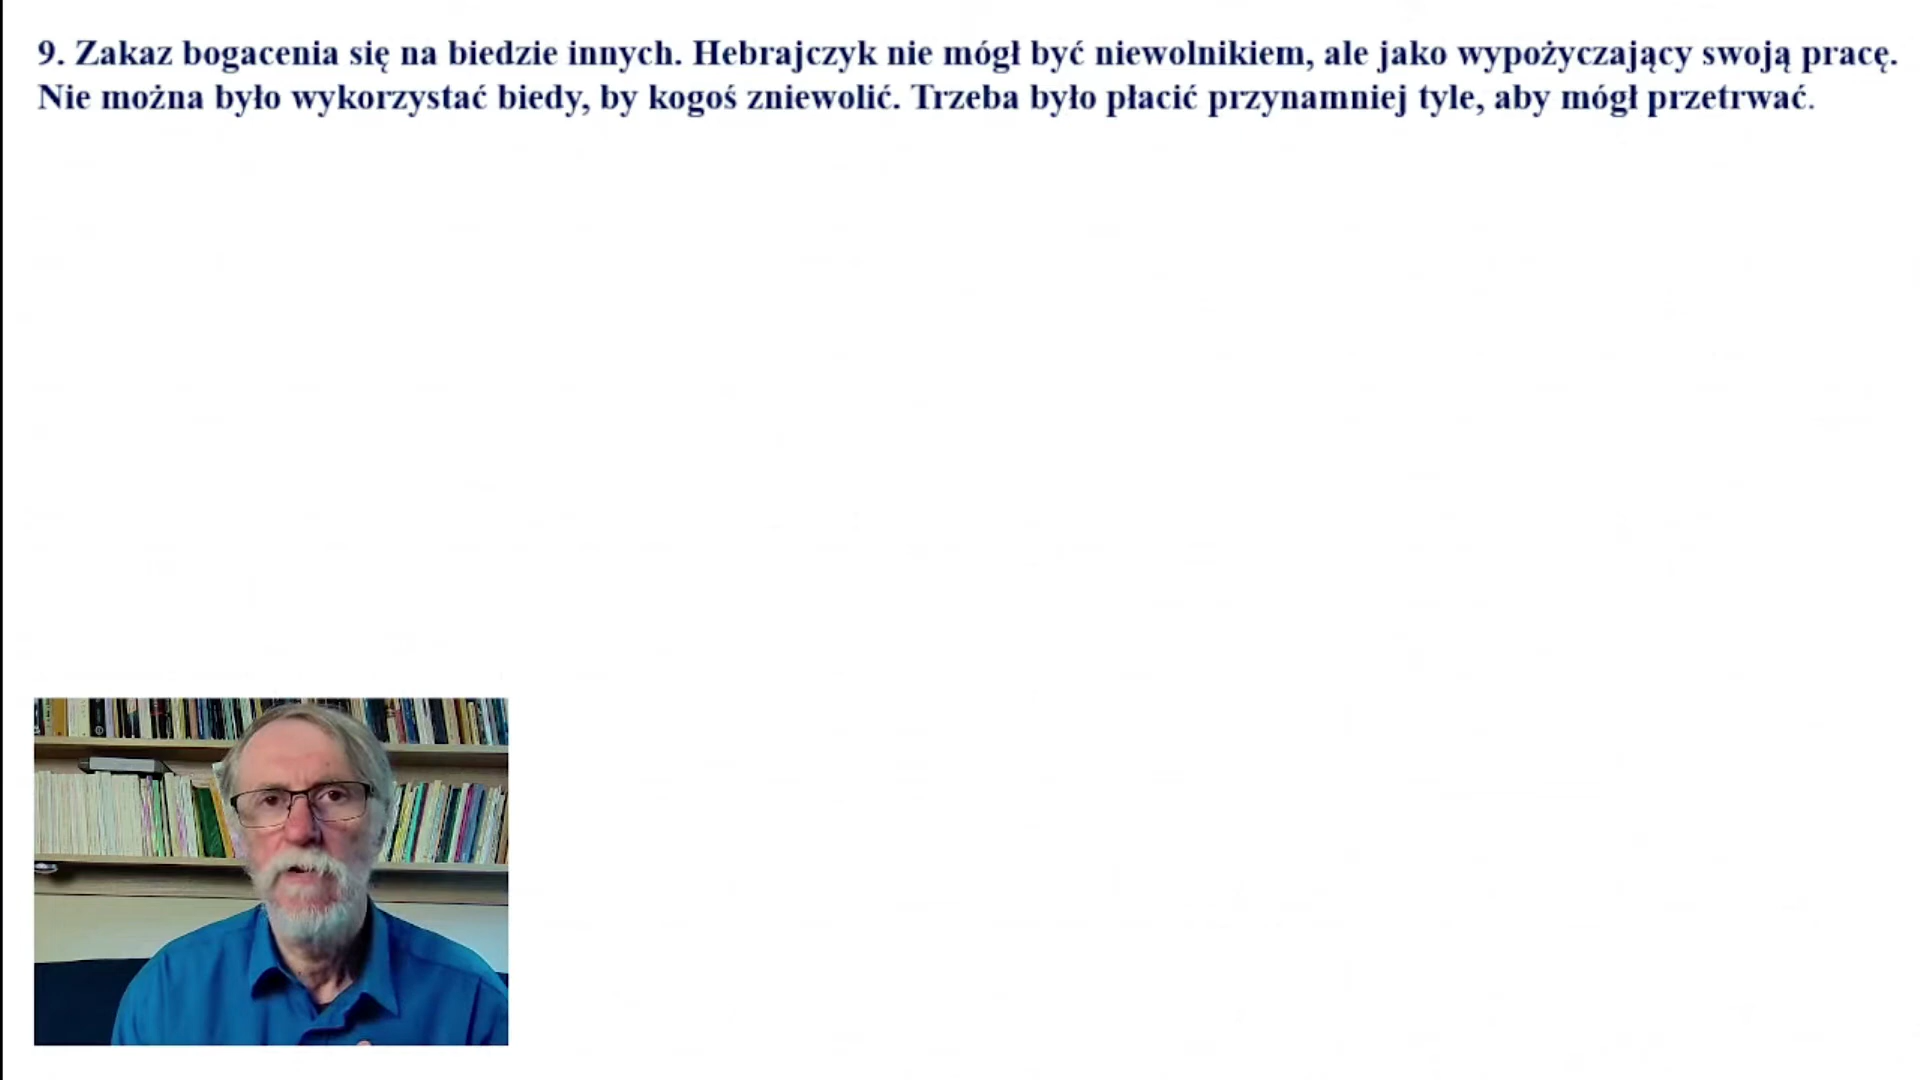 9. Zakaz bogacenia się na biedzie innych. Hebrajczyk nie mógł być niewolnikiem, ale jako wypożyczający swoją pracę.
Nie można było wykorzystać biedy, by kogoś zniewolić. Trzeba było płacić przynamniej tyle, aby mógł przetrwać.